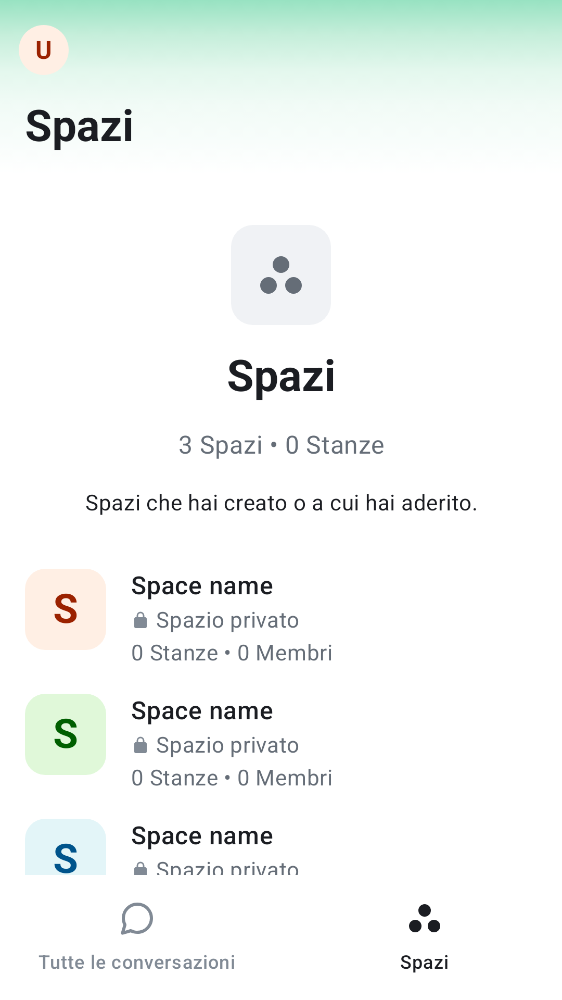 U
Spazi
Spazi
3 Spazi • 0 Stanze
Spazi che hai creato o a cui hai aderito.
S
Space name
Spazio privato
0 Stanze • 0 Membri
S
Space name
Spazio privato
0 Stanze • 0 Membri
S
Space name
Spazio privato
Tutte le conversazioni
Spazi